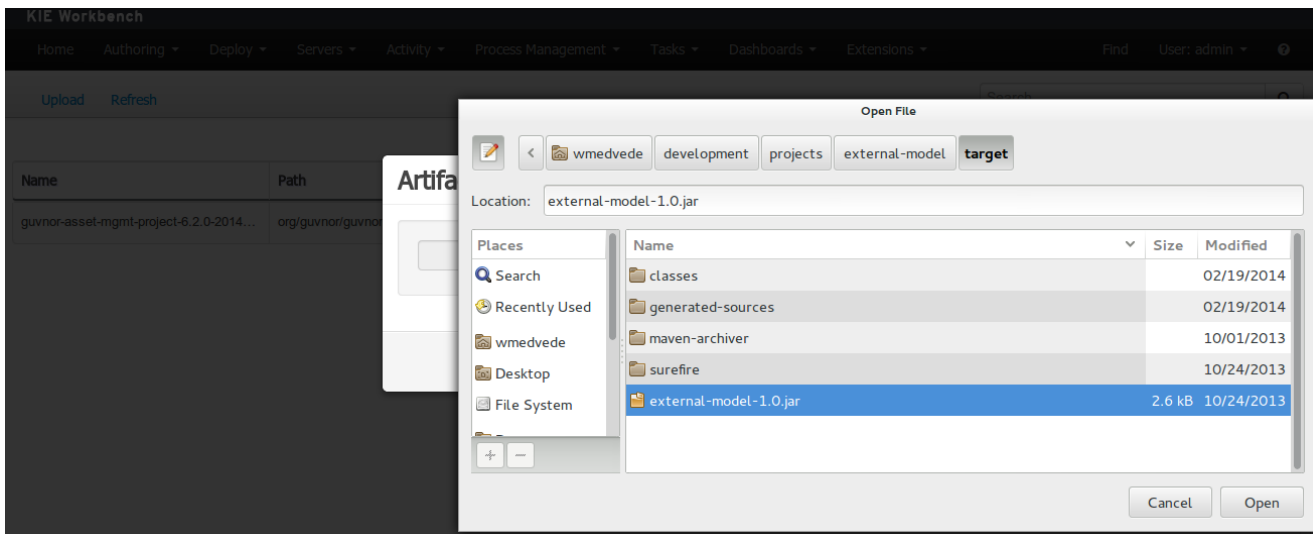 KIE Workbench
Home Authoring Deploy Servers Activity Process Management Tasks Dashboards Extensions Find User: admin
Upload Refresh
Search
Open File
wmedvede development projects external-model target
Name Path
Artifa
Location: external-model-1.0.jar
guvnor-asset-mgmt-project-6.2.0-2014... org/guvnor/guvnor
Places Name Size Modified
Search classes 02/19/2014
Recently Used generated-sources 02/19/2014
wmedvede maven-archiver 10/01/2013
Desktop surefire 10/24/2013
File System external-model-1.0.jar 2.6 kB 10/24/2013
Cancel Open